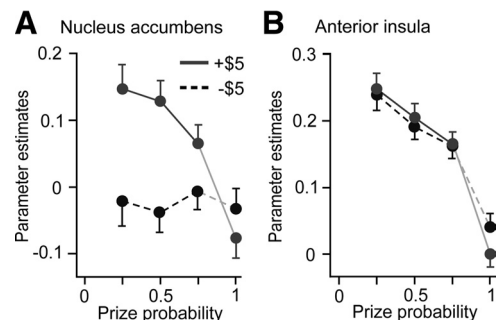 A Nucleus accumbens
+$5
-$5
Parameter estimates
0.2
0.1
0
-0.1
0 0.5 1
Prize probability
B Anterior insula
Parameter estimates
0.3
0.2
0.1
0
0 0.5 1
Prize probability